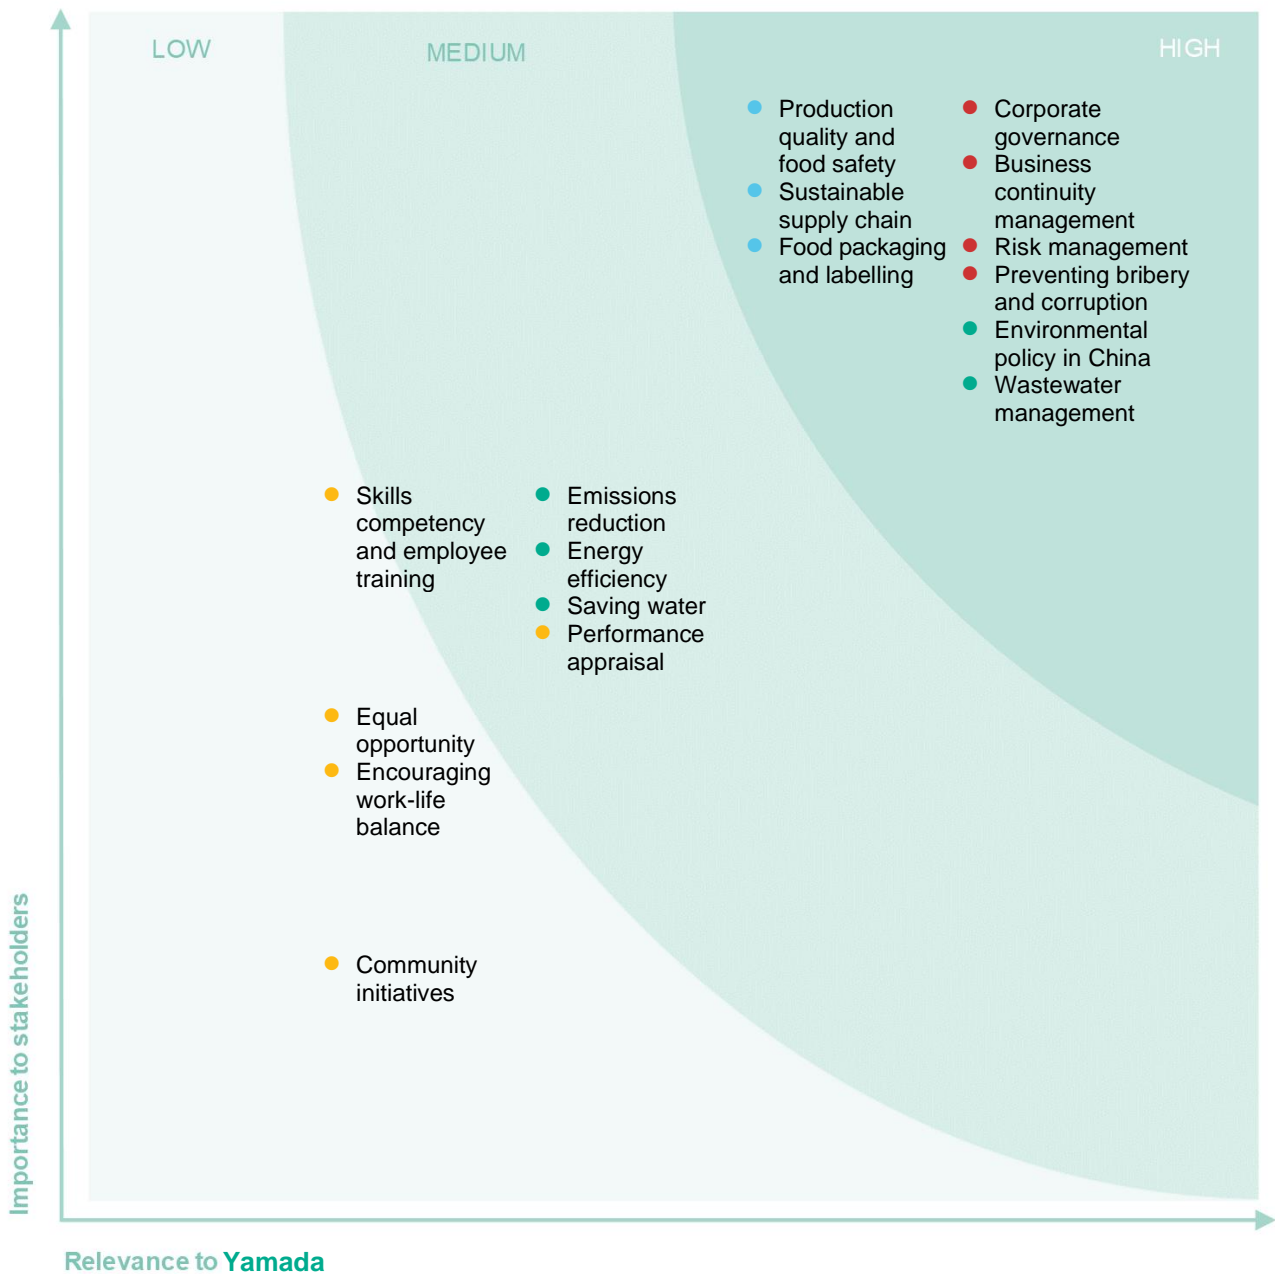 LOW
MEDIUM
HIGH
Production
quality and
food safety
Sustainable
supply chain
Food packaging
and labelling
Corporate
governance
Business
continuity
management
Risk management
Preventing bribery
and corruption
Environmental
policy in China
Wastewater
management
Skills
competency
and employee
training
Emissions
reduction
Energy
efficiency
Saving water
Performance
appraisal
Equal
opportunity
Encouraging
work-life
balance
Community
initiatives
Importance to stakeholders
Relevance to Yamada